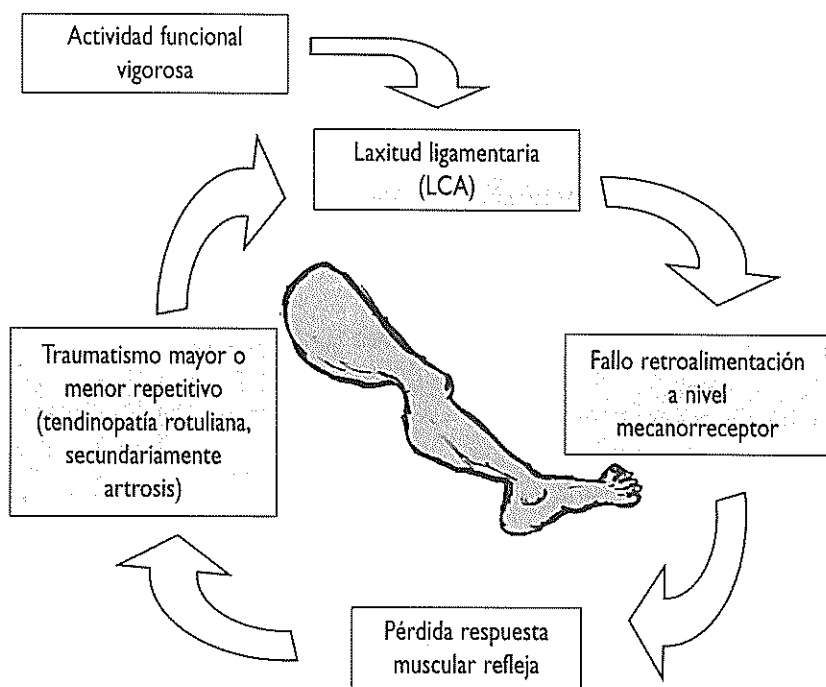 Actividad funcional
vigorosa
Laxitud ligamentaria
(LCA)
Traumatismo mayor o
menor repetitivo
(tendinopatía rotuliana,
secundariamente
artrosis)
Fallo retroalimentación
a nivel
mecanorreceptor
Pérdida respuesta
muscular refleja